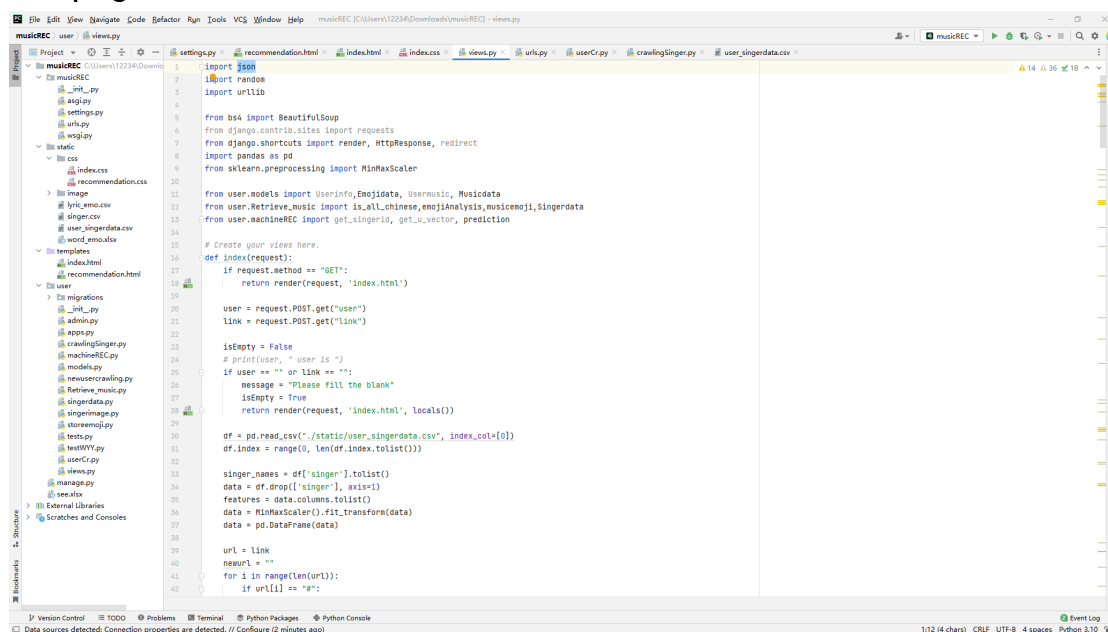 File Edit View Navigate Code Refactor Run Tools VCS Window Help musicREC [C:\Users\12234\Downloads\musicREC] - views.py
musicREC user views.py
musicREC
Project
settings.py recommendation.html index.html index.css views.py urls.py userCr.py crawlingSinger.py user_singerdata.csv
musicREC C:\Users\12234\Downlo
musicREC
__init__.py
asgi.py
settings.py
urls.py
wsgi.py
static
css
index.css
recommendation.css
image
lyric_emo.csv
singer.csv
user_singerdata.csv
word_emo.xlsx
templates
index.html
recommendation.html
user
migrations
__init__.py
admin.py
apps.py
crawlingSinger.py
machineREC.py
models.py
newusercrawling.py
Retrieve_music.py
singerdata.py
singerimage.py
storeemoji.py
tests.py
testWYY.py
userCr.py
views.py
manage.py
see.xlsx
External Libraries
Scratches and Consoles
14 36 18
1 import json
2 import random
3 import urllib
4
5 from bs4 import BeautifulSoup
6 from django.contrib.sites import requests
7 from django.shortcuts import render, HttpResponse, redirect
8 import pandas as pd
9 from sklearn.preprocessing import MinMaxScaler
10
11 from user.models import Userinfo,Emojidata, Usermusic, Musicdata
12 from user.Retrieve_music import is_all_chinese,emojiAnalysis,musicemoji,Singerdata
13 from user.machineREC import get_singerid, get_u_vector, prediction
14
15 # Create your views here.
16 def index(request):
17 if request.method == "GET":
18 return render(request, 'index.html')
19
20 user = request.POST.get("user")
21 link = request.POST.get("link")
22
23 isEmpty = False
24 # print(user, " user is ")
25 if user == "" or link == "":
26 message = "Please fill the blank"
27 isEmpty = True
28 return render(request, 'index.html', locals())
29
30 df = pd.read_csv("./static/user_singerdata.csv", index_col=[0])
31 df.index = range(0, len(df.index.tolist()))
32
33 singer_names = df['singer'].tolist()
34 data = df.drop(['singer'], axis=1)
35 features = data.columns.tolist()
36 data = MinMaxScaler().fit_transform(data)
37 data = pd.DataFrame(data)
38
39 url = link
40 newurl = ""
41 for i in range(len(url)):
42 if url[i] == "#":
Structure
Bookmarks
Version Control TODO Problems Terminal Python Packages Python Console Event Log
Data sources detected: Connection properties are detected. // Configure (2 minutes ago) 1:12 (4 chars) CRLF UTF-8 4 spaces Python 3.10